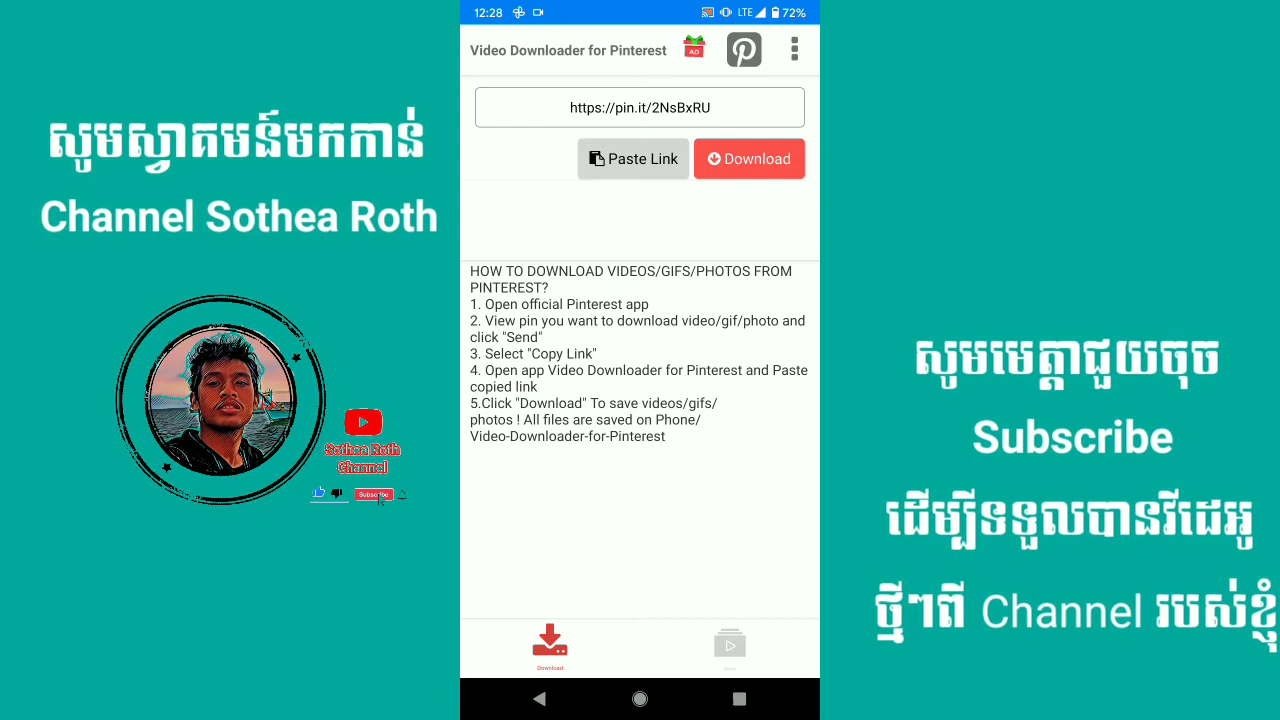 សូមស្វាគមន៍មកកាន់
Channel Sothea Roth
Sothea Roth
Channel
Subscribe
12:28
LTE
72%
Video Downloader for Pinterest
AD
https://pin.it/2NsBxRU
Paste Link
Download
HOW TO DOWNLOAD VIDEOS/GIFS/PHOTOS FROM
PINTEREST?
1. Open official Pinterest app
2. View pin you want to download video/gif/photo and
click "Send"
3. Select "Copy Link"
4. Open app Video Downloader for Pinterest and Paste
copied link
5.Click "Download" To save videos/gifs/
photos ! All files are saved on Phone/
Video-Downloader-for-Pinterest
Download
សូមមេត្តាជួយចុច
Subscribe
ដើម្បីទទួលបានវីដេអូ
ថ្មីៗពី Channel របស់ខ្ញុំ